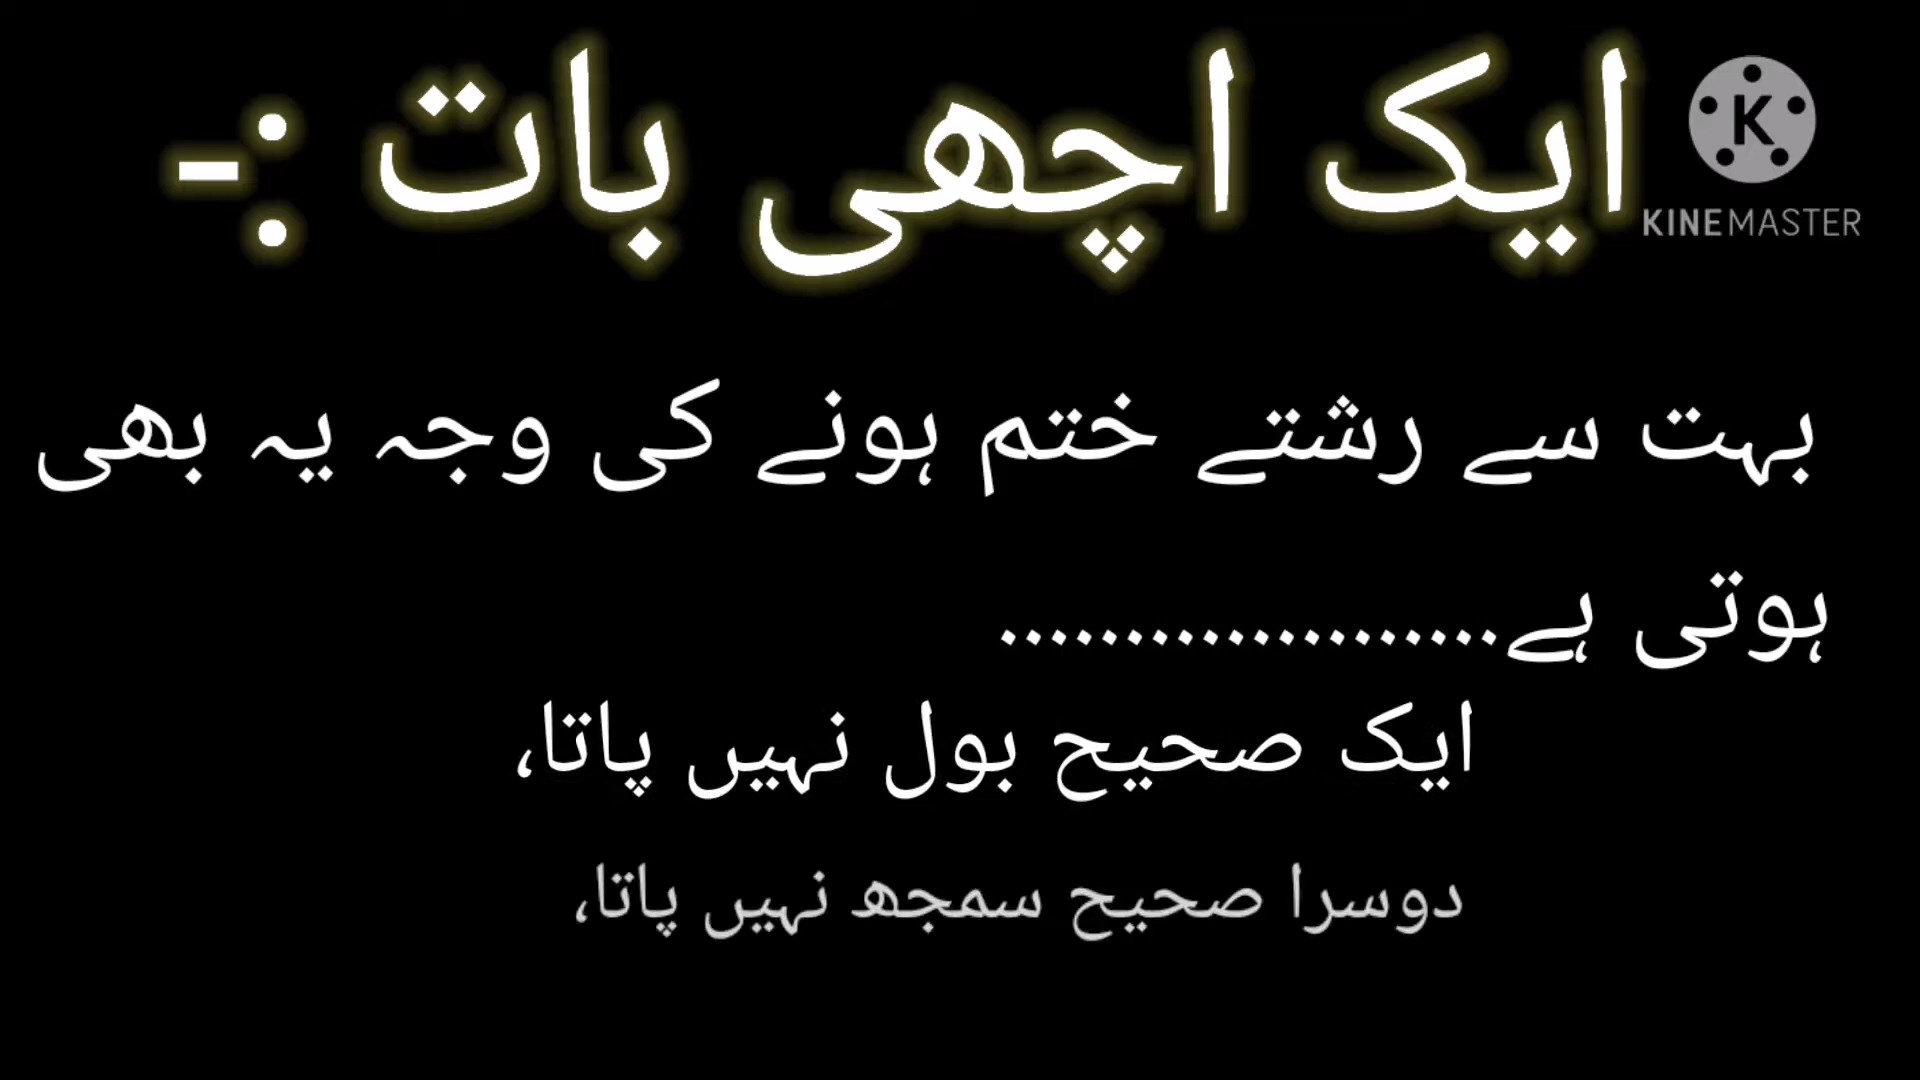 ایک اچھی بات :-
KINEMASTER
بہت سے رشتے ختم ہونے کی وجہ یہ بھی
ہوتی ہے....................
ایک صحیح بول نہیں پاتا،
دوسرا صحیح سمجھ نہیں پاتا،